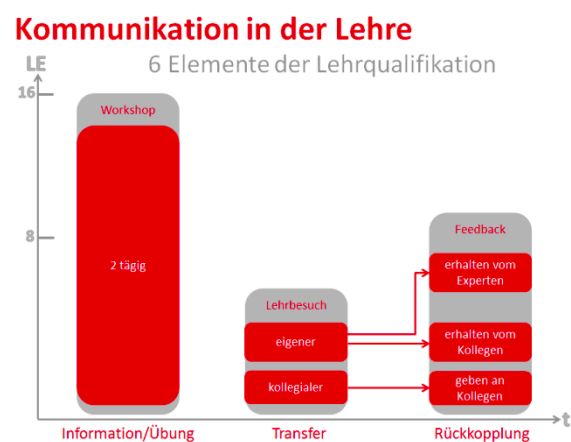 Kommunikation in der Lehre
6 Elemente der Lehrqualifikation
LE
16
8
Workshop
2 tägig
Lehrbesuch
eigener
kollegialer
Feedback
erhalten vom
Experten
erhalten vom
Kollegen
geben an
Kollegen
t
Information/Übung
Transfer
Rückkopplung